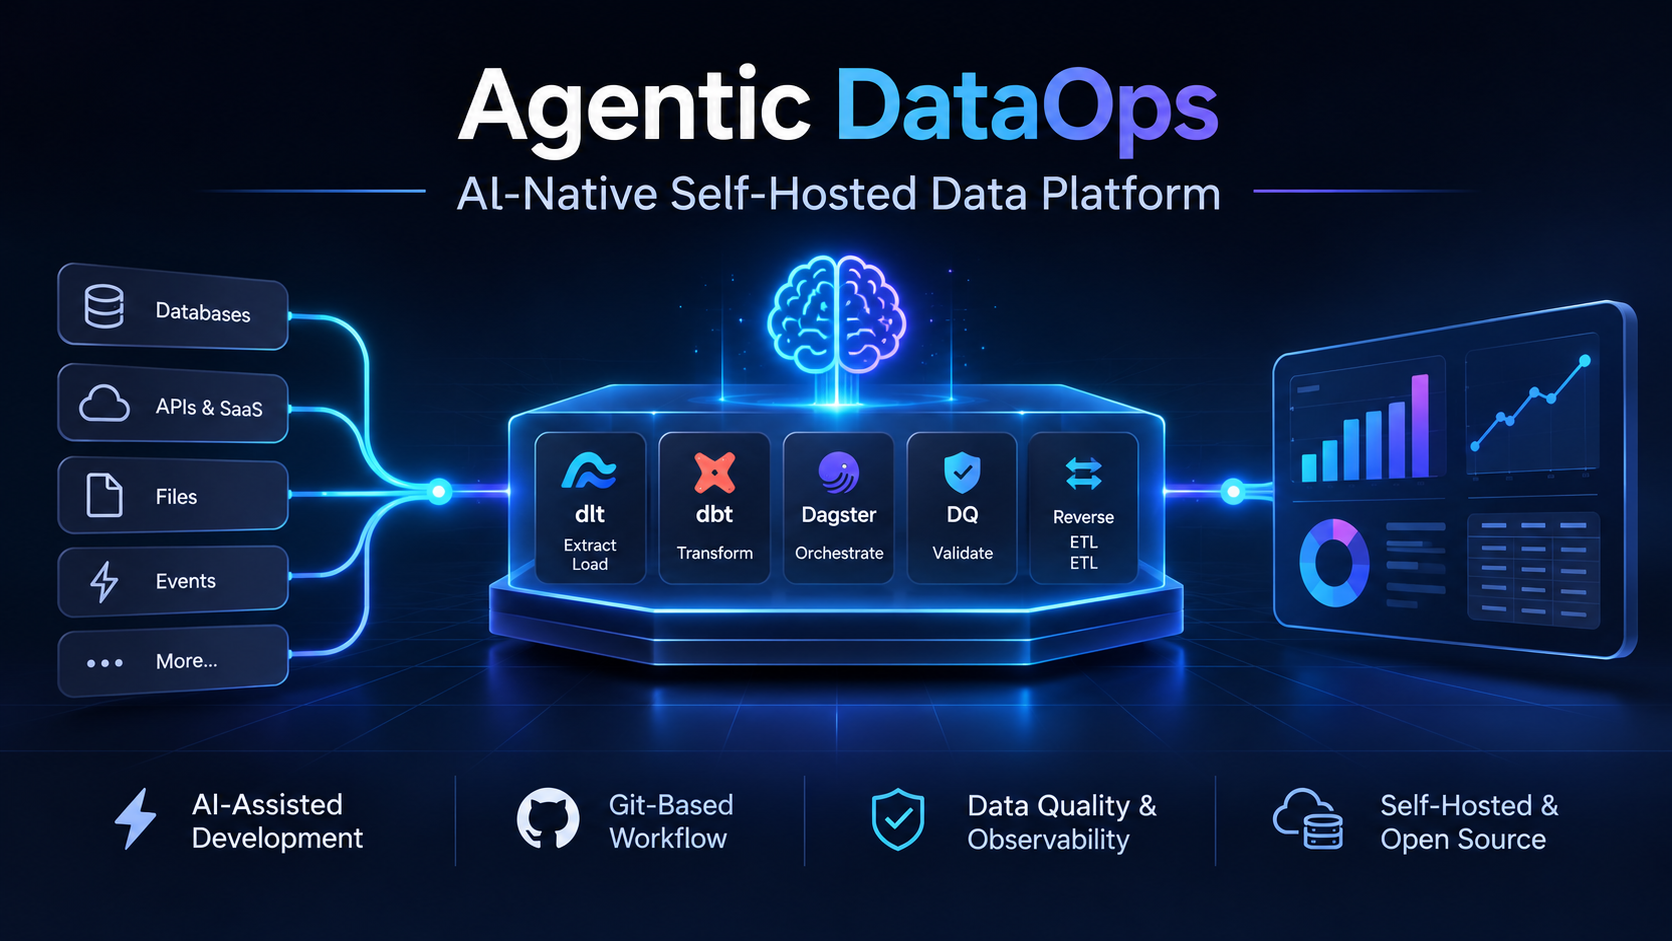 Agentic DataOps
AI-Native Self-Hosted Data Platform
Databases
APIs & SaaS
Files
Events
More...
dlt
Extract
Load
dbt
Transform
Dagster
Orchestrate
DQ
Validate
Reverse
ETL
ETL
AI-Assisted
Development
Git-Based
Workflow
Data Quality &
Observability
Self-Hosted &
Open Source